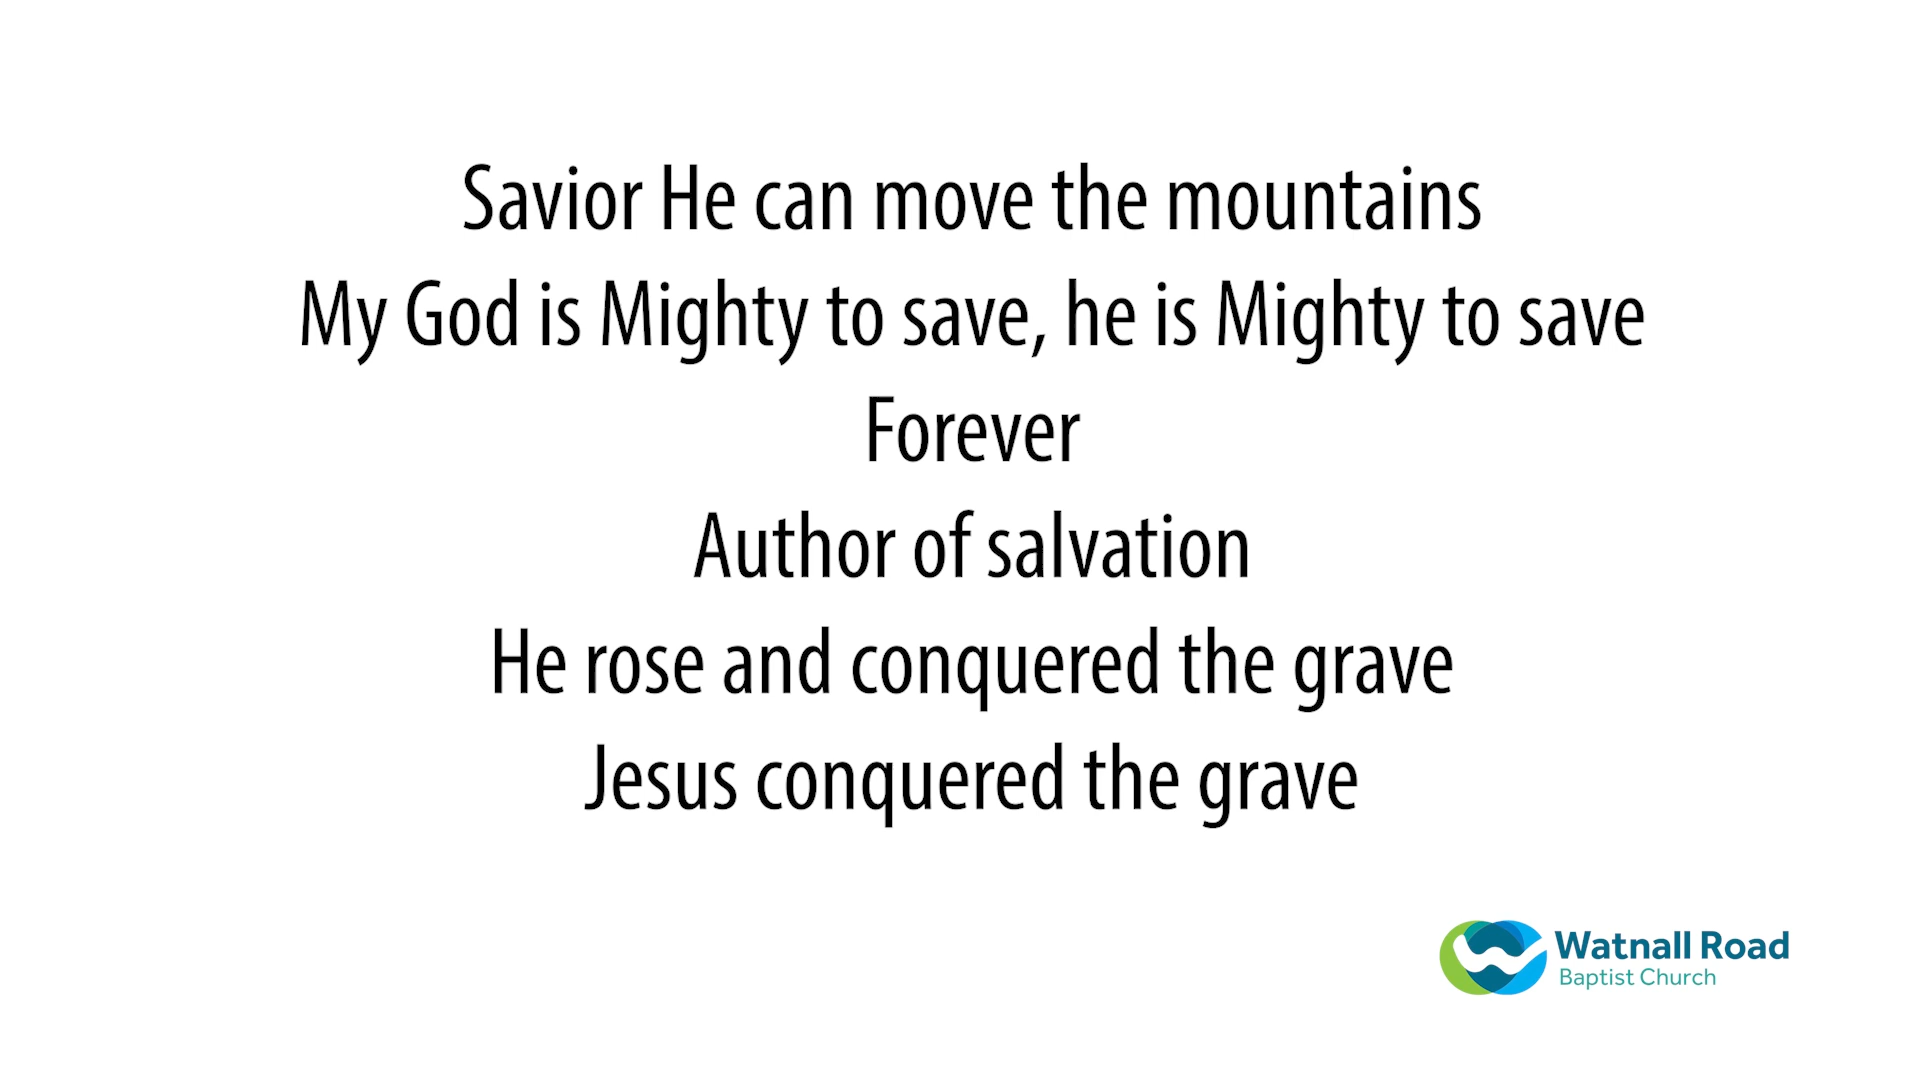 Savior He can move the mountains
My God is Mighty to save, he is Mighty to save
Forever
Author of salvation
He rose and conquered the grave
Jesus conquered the grave
Watnall Road
Baptist Church